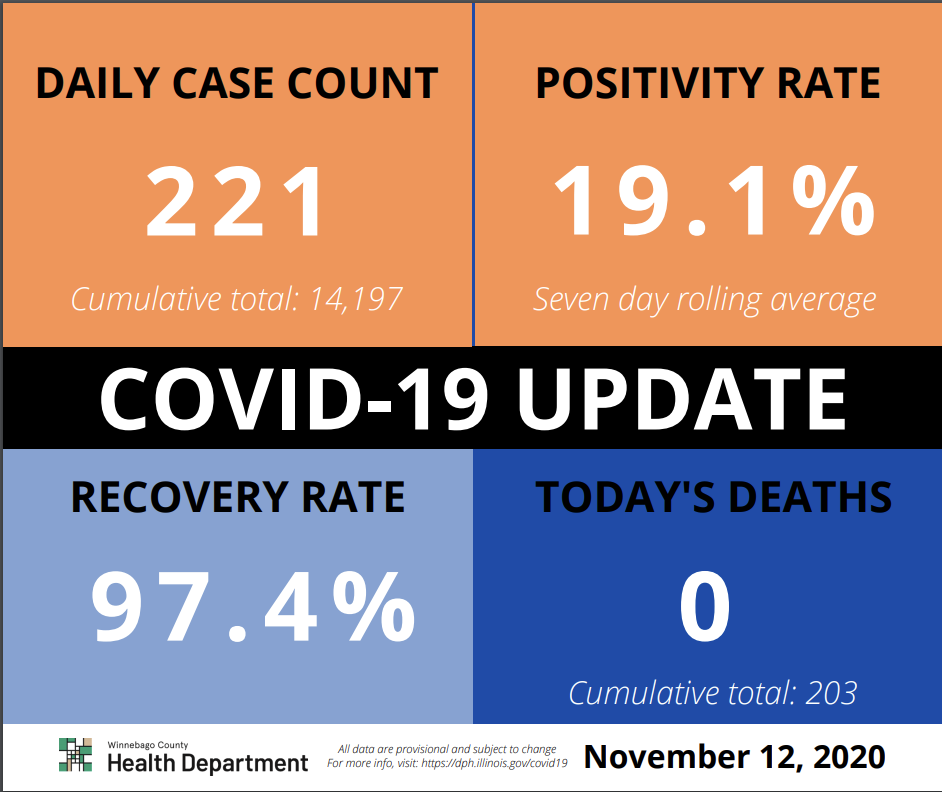 DAILY CASE COUNT
221
Cumulative total: 14,197
POSITIVITY RATE
19.1%
Seven day rolling average
COVID-19 UPDATE
RECOVERY RATE
97.4%
TODAY'S DEATHS
0
Cumulative total: 203
Winnebago County
Health Department
All data are provisional and subject to change
For more info, visit: https://dph.illinois.gov/covid19
November 12, 2020